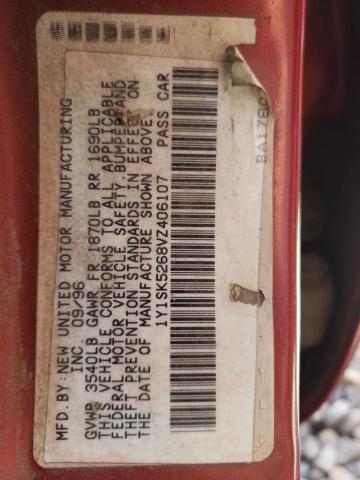 MFD. BY: NEW UNITED MOTOR MANUFACTURING
INC. 09/96
GVWR 3540LB GAWR FR 1870LB RR 1690LB
THIS VEHICLE CONFORMS TO ALL APPLICABLE
FEDERAL MOTOR VEHICLE SAFETY, BUMPER, AND
THEFT PREVENTION STANDARDS IN EFFECT ON
THE DATE OF MANUFACTURE SHOWN ABOVE.
1Y1SK5268VZ406107 PASS CAR